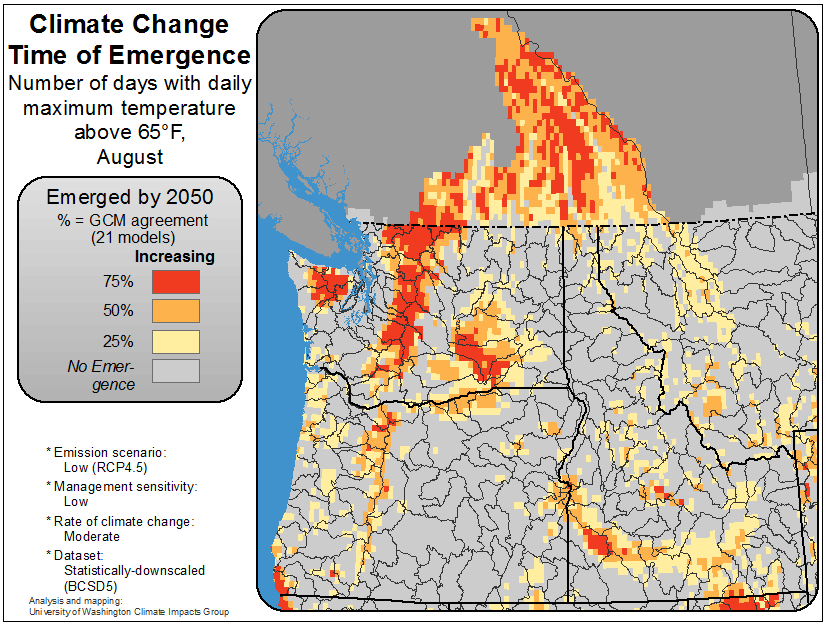 Climate Change
Time of Emergence
Number of days with daily
maximum temperature
above 65°F,
August
Emerged by 2050
% = GCM agreement
(21 models)
Increasing
75%
50%
25%
No Emer-
gence
* Emission scenario:
Low (RCP4.5)
* Management sensitivity:
Low
* Rate of climate change:
Moderate
* Dataset:
Statistically-downscaled
(BCSD5)
Analysis and mapping:
University of Washington Climate Impacts Group